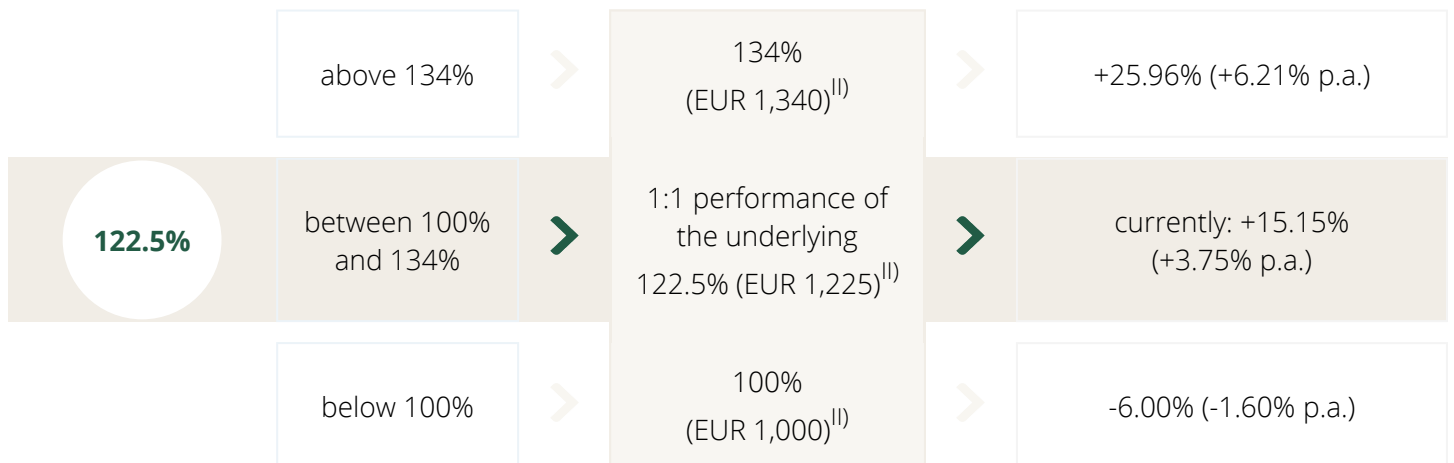 above 134%
134%
(EUR 1,340)II)
+25.96% (+6.21% p.a.)
122.5%
between 100%
and 134%
1:1 performance of
the underlying
122.5% (EUR 1,225)II)
currently: +15.15%
(+3.75% p.a.)
below 100%
100%
(EUR 1,000)II)
-6.00% (-1.60% p.a.)